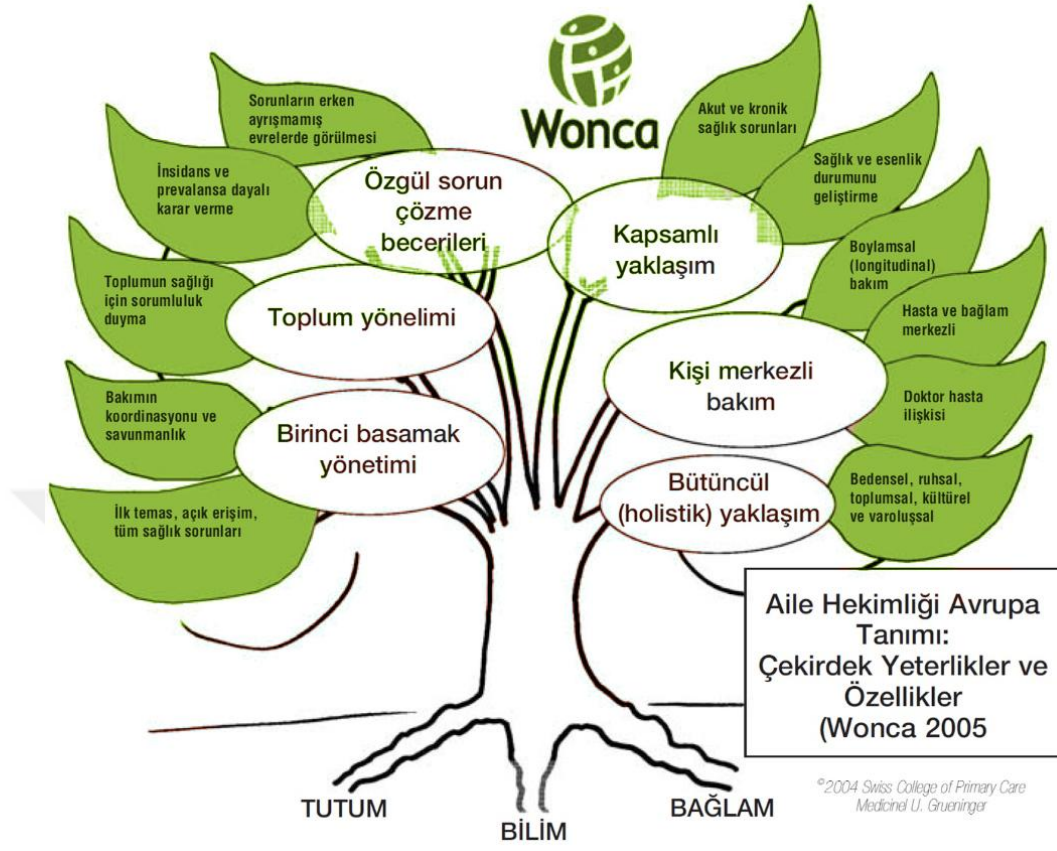 Wonca
Sorunların erken
ayrışmamış
evrelerde görülmesi
İnsidans ve
prevalansa dayalı
karar verme
Toplumun sağlığı
için sorumluluk
duyma
Bakımın
koordinasyonu ve
savunmanlık
İlk temas, açık erişim,
tüm sağlık sorunları
Özgül sorun
çözme
becerileri
Toplum yönelimi
Birinci basamak
yönetimi
Kapsamlı
yaklaşım
Kişi merkezli
bakım
Bütüncül
(holistik) yaklaşım
Akut ve kronik
sağlık sorunları
Sağlık ve esenlik
durumunu
geliştirme
Boylamsal
(longitudinal)
bakım
Hasta ve bağlam
merkezli
Doktor hasta
ilişkisi
Bedensel, ruhsal,
toplumsal, kültürel
ve varoluşsal
Aile Hekimliği Avrupa
Tanımı:
Çekirdek Yeterlikler ve
Özellikler
(Wonca 2005
TUTUM
BİLİM
BAĞLAM
©2004 Swiss College of Primary Care
Medicinel U. Grueninger